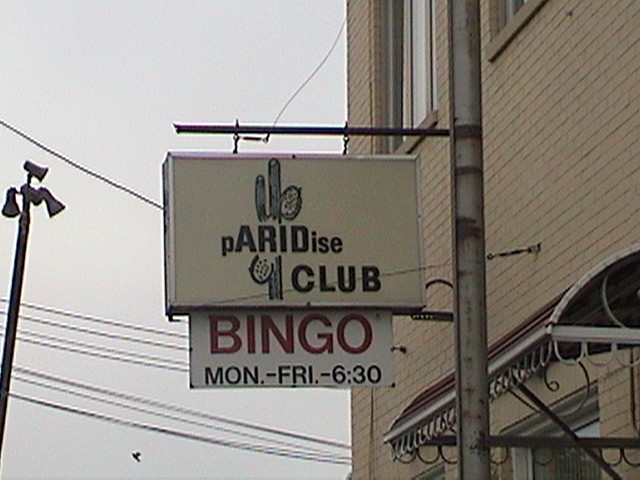 pARIDise
CLUB
BINGO
MON.-FRI.-6:30